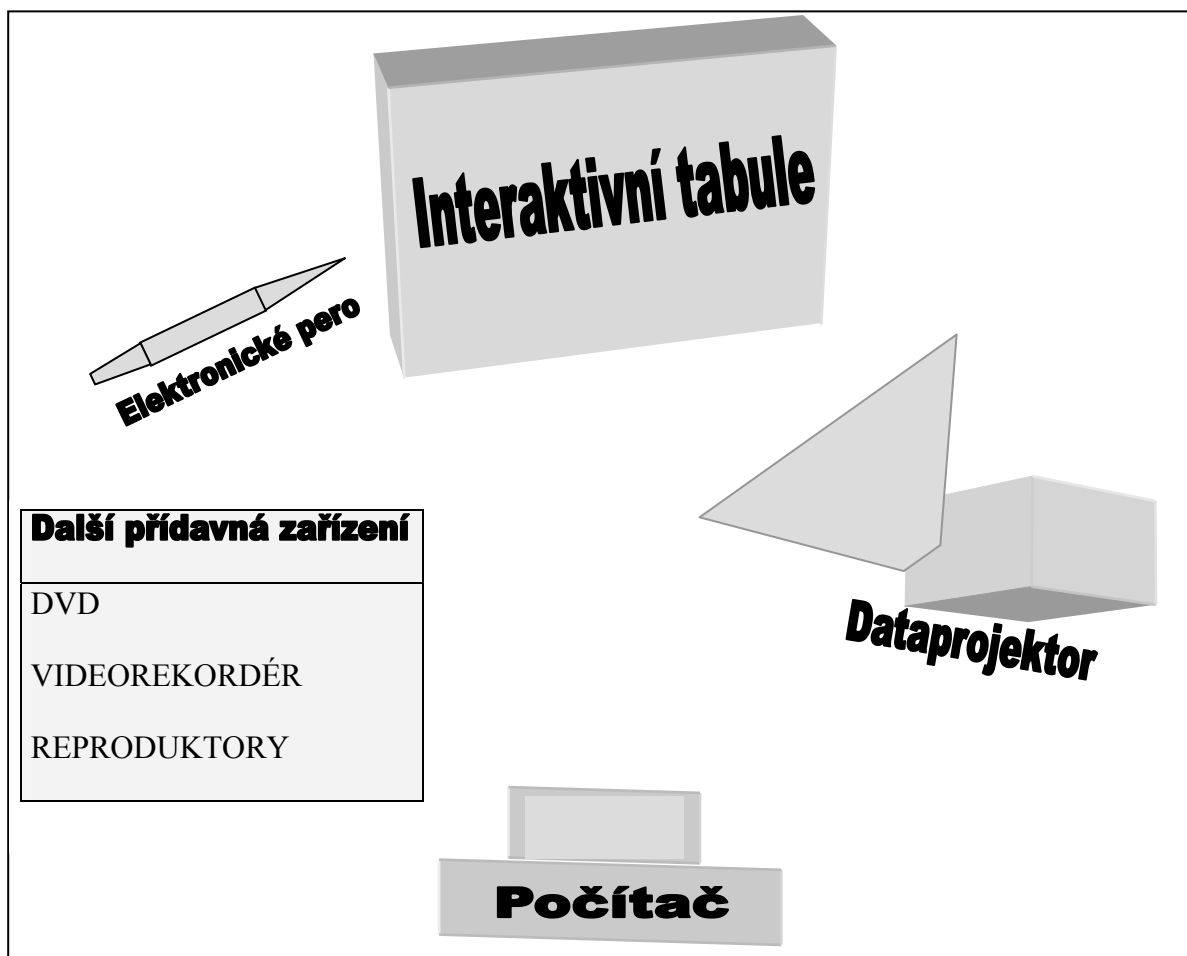 Interaktivní tabule
Elektronické pero
Další přídavná zařízení
DVD
VIDEOREKORDÉR
REPRODUKTORY
Dataprojektor
Počítač